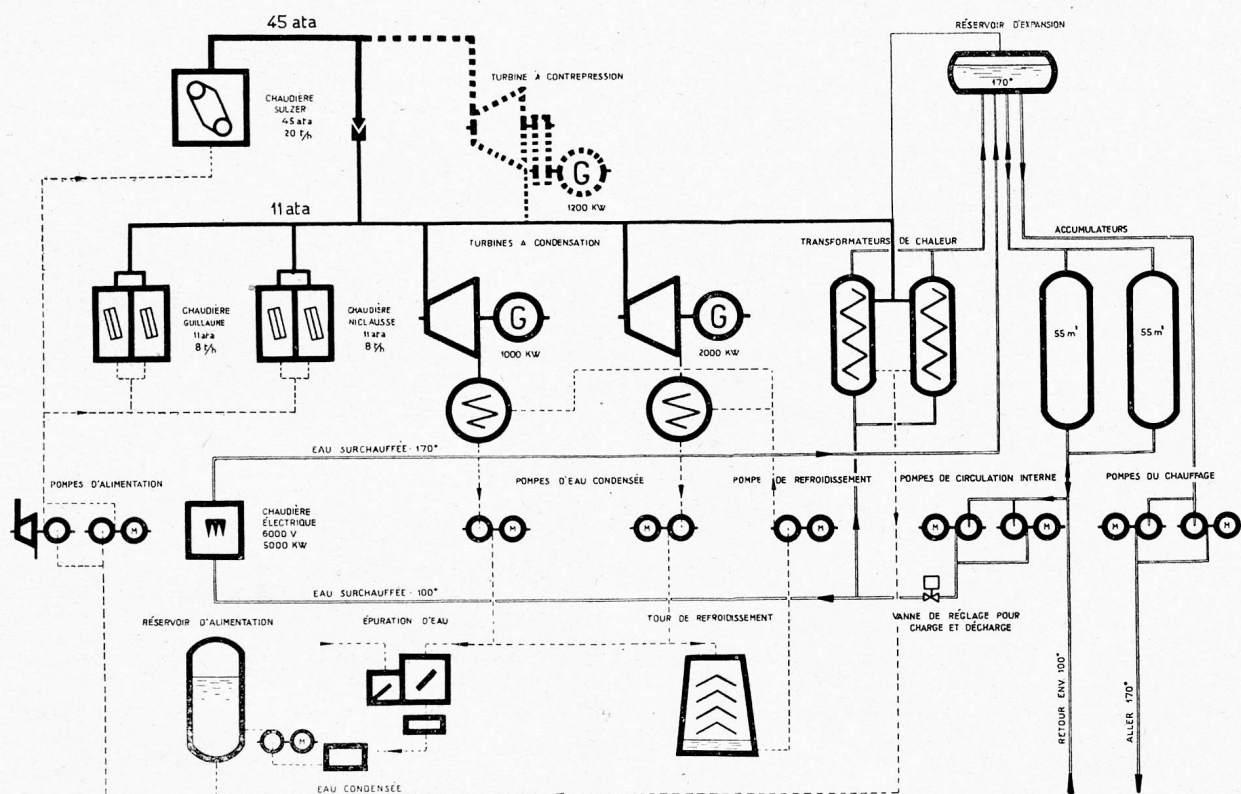 45 ata
RÉSERVOIR D'EXPANSION
170°
TURBINE À CONTREPRESSION
CHAUDIÈRE
SULZER
45 ata
20 t/h
G
1200 KW
11 ata
TURBINES A CONDENSATION
TRANSFORMATEURS DE CHALEUR
ACCUMULATEURS
CHAUDIÈRE
GUILLAUME
11 ata
8 t/h
CHAUDIÈRE
NICLAUSSE
11 ata
8 t/h
G
1000 KW
G
2000 KW
55 m³
55 m³
EAU SURCHAUFFÉE - 170°
POMPES D'ALIMENTATION
POMPES D'EAU CONDENSÉE
POMPE DE REFROIDISSEMENT
POMPES DE CIRCULATION INTERNE
POMPES DU CHAUFFAGE
M
CHAUDIÈRE
ÉLECTRIQUE
6000 V
5000 KW
M
M
M
M
M
M
M
EAU SURCHAUFFÉE - 100°
RÉSERVOIR D'ALIMENTATION
ÉPURATION D'EAU
TOUR DE REFROIDISSEMENT
VANNE DE RÉGLAGE POUR
CHARGE ET DÉCHARGE
RETOUR ENV. 100°
ALLER 170°
M
EAU CONDENSÉE